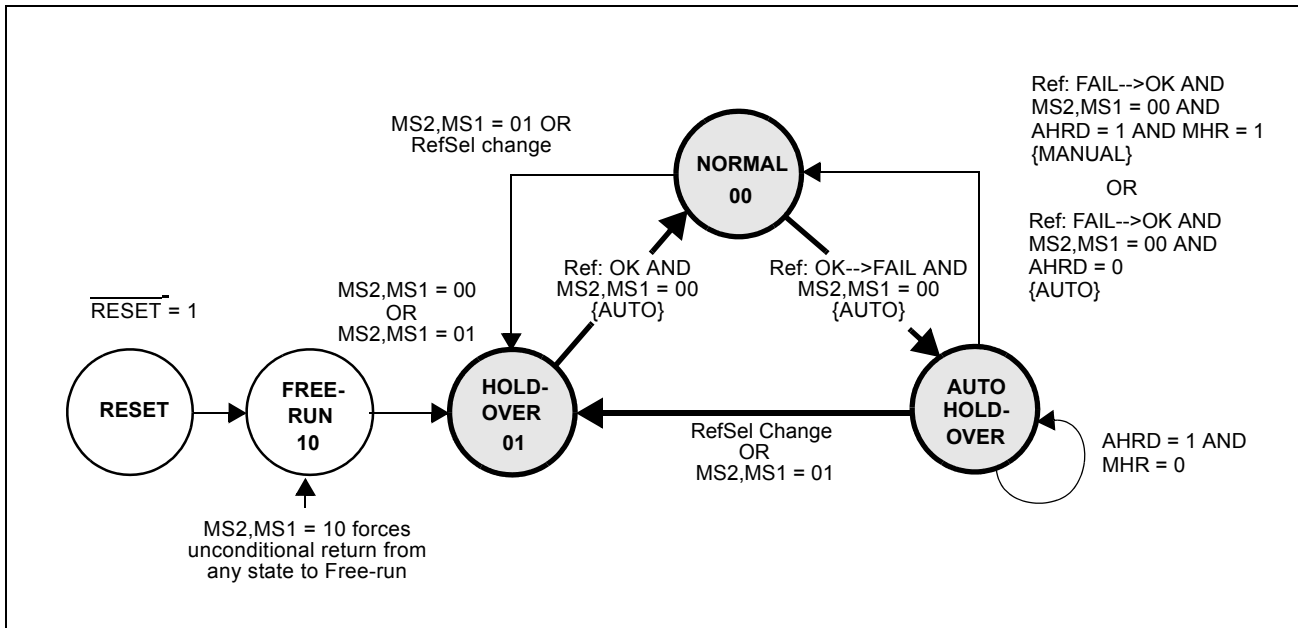 Ref: FAIL-->OK AND
MS2,MS1 = 00 AND
AHRD = 1 AND MHR = 1
{MANUAL}
OR
Ref: FAIL-->OK AND
MS2,MS1 = 00 AND
AHRD = 0
{AUTO}
MS2,MS1 = 01 OR
RefSel change
NORMAL
00
Ref: OK AND
MS2,MS1 = 00
{AUTO}
Ref: OK-->FAIL AND
MS2,MS1 = 00
{AUTO}
RESET = 1
MS2,MS1 = 00
OR
MS2,MS1 = 01
RESET
FREE-
RUN
10
HOLD-
OVER
01
AUTO
HOLD-
OVER
RefSel Change
OR
MS2,MS1 = 01
AHRD = 1 AND
MHR = 0
MS2,MS1 = 10 forces
unconditional return from
any state to Free-run